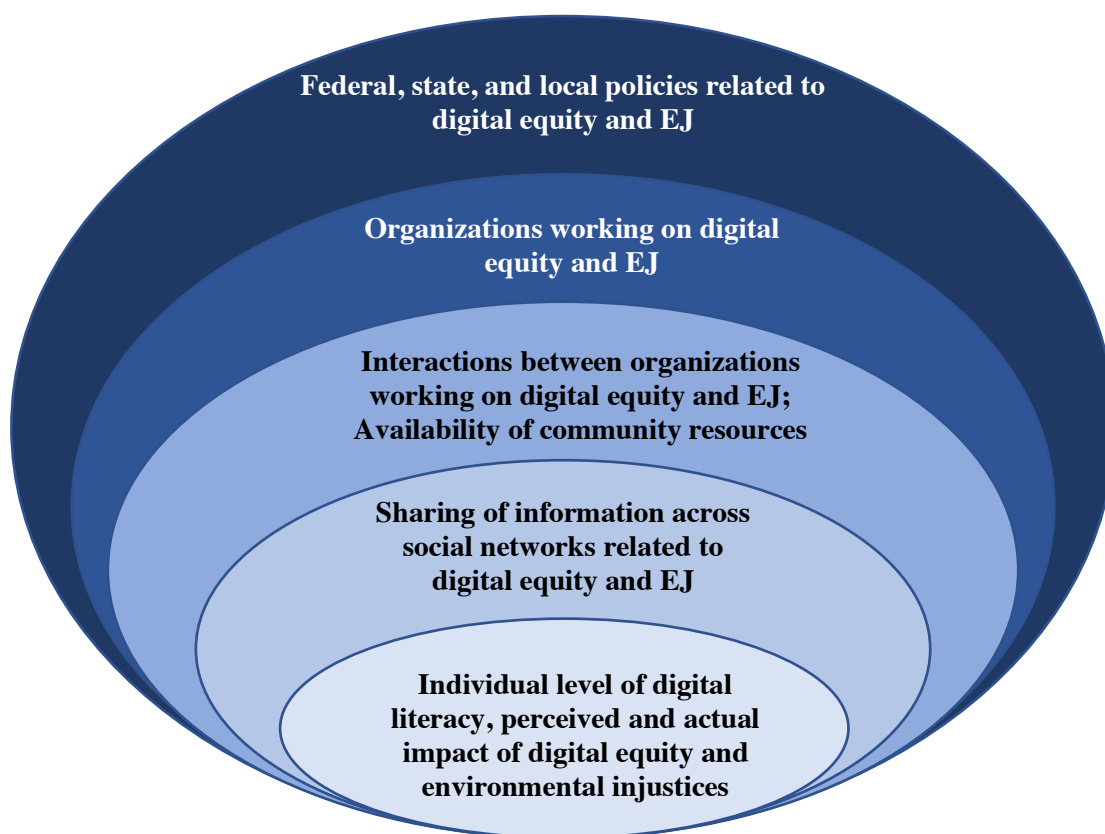 Federal, state, and local policies related to
digital equity and EJ
Organizations working on digital
equity and EJ
Interactions between organizations
working on digital equity and EJ;
Availability of community resources
Sharing of information across
social networks related to
digital equity and EJ
Individual level of digital
literacy, perceived and actual
impact of digital equity and
environmental injustices